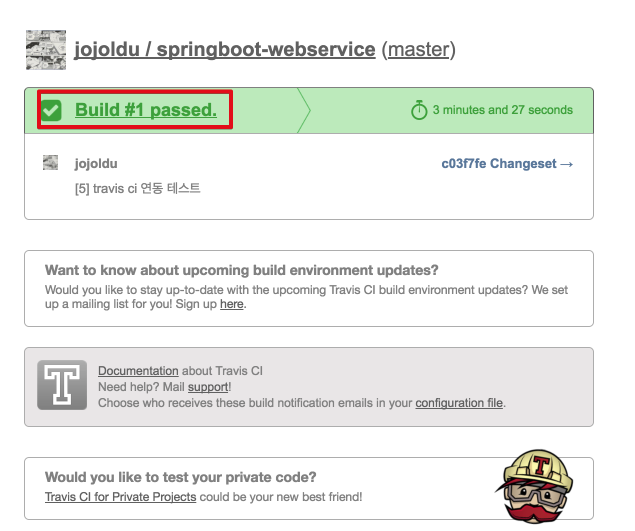 jojoldu / springboot-webservice (master)
Build #1 passed.
3 minutes and 27 seconds
jojoldu
c03f7fe Changeset →
[5] travis ci 연동 테스트
Want to know about upcoming build environment updates?
Would you like to stay up-to-date with the upcoming Travis CI build environment updates? We set
up a mailing list for you! Sign up here.
T
Documentation about Travis CI
Need help? Mail support!
Choose who receives these build notification emails in your configuration file.
Would you like to test your private code?
Travis CI for Private Projects could be your new best friend!
T